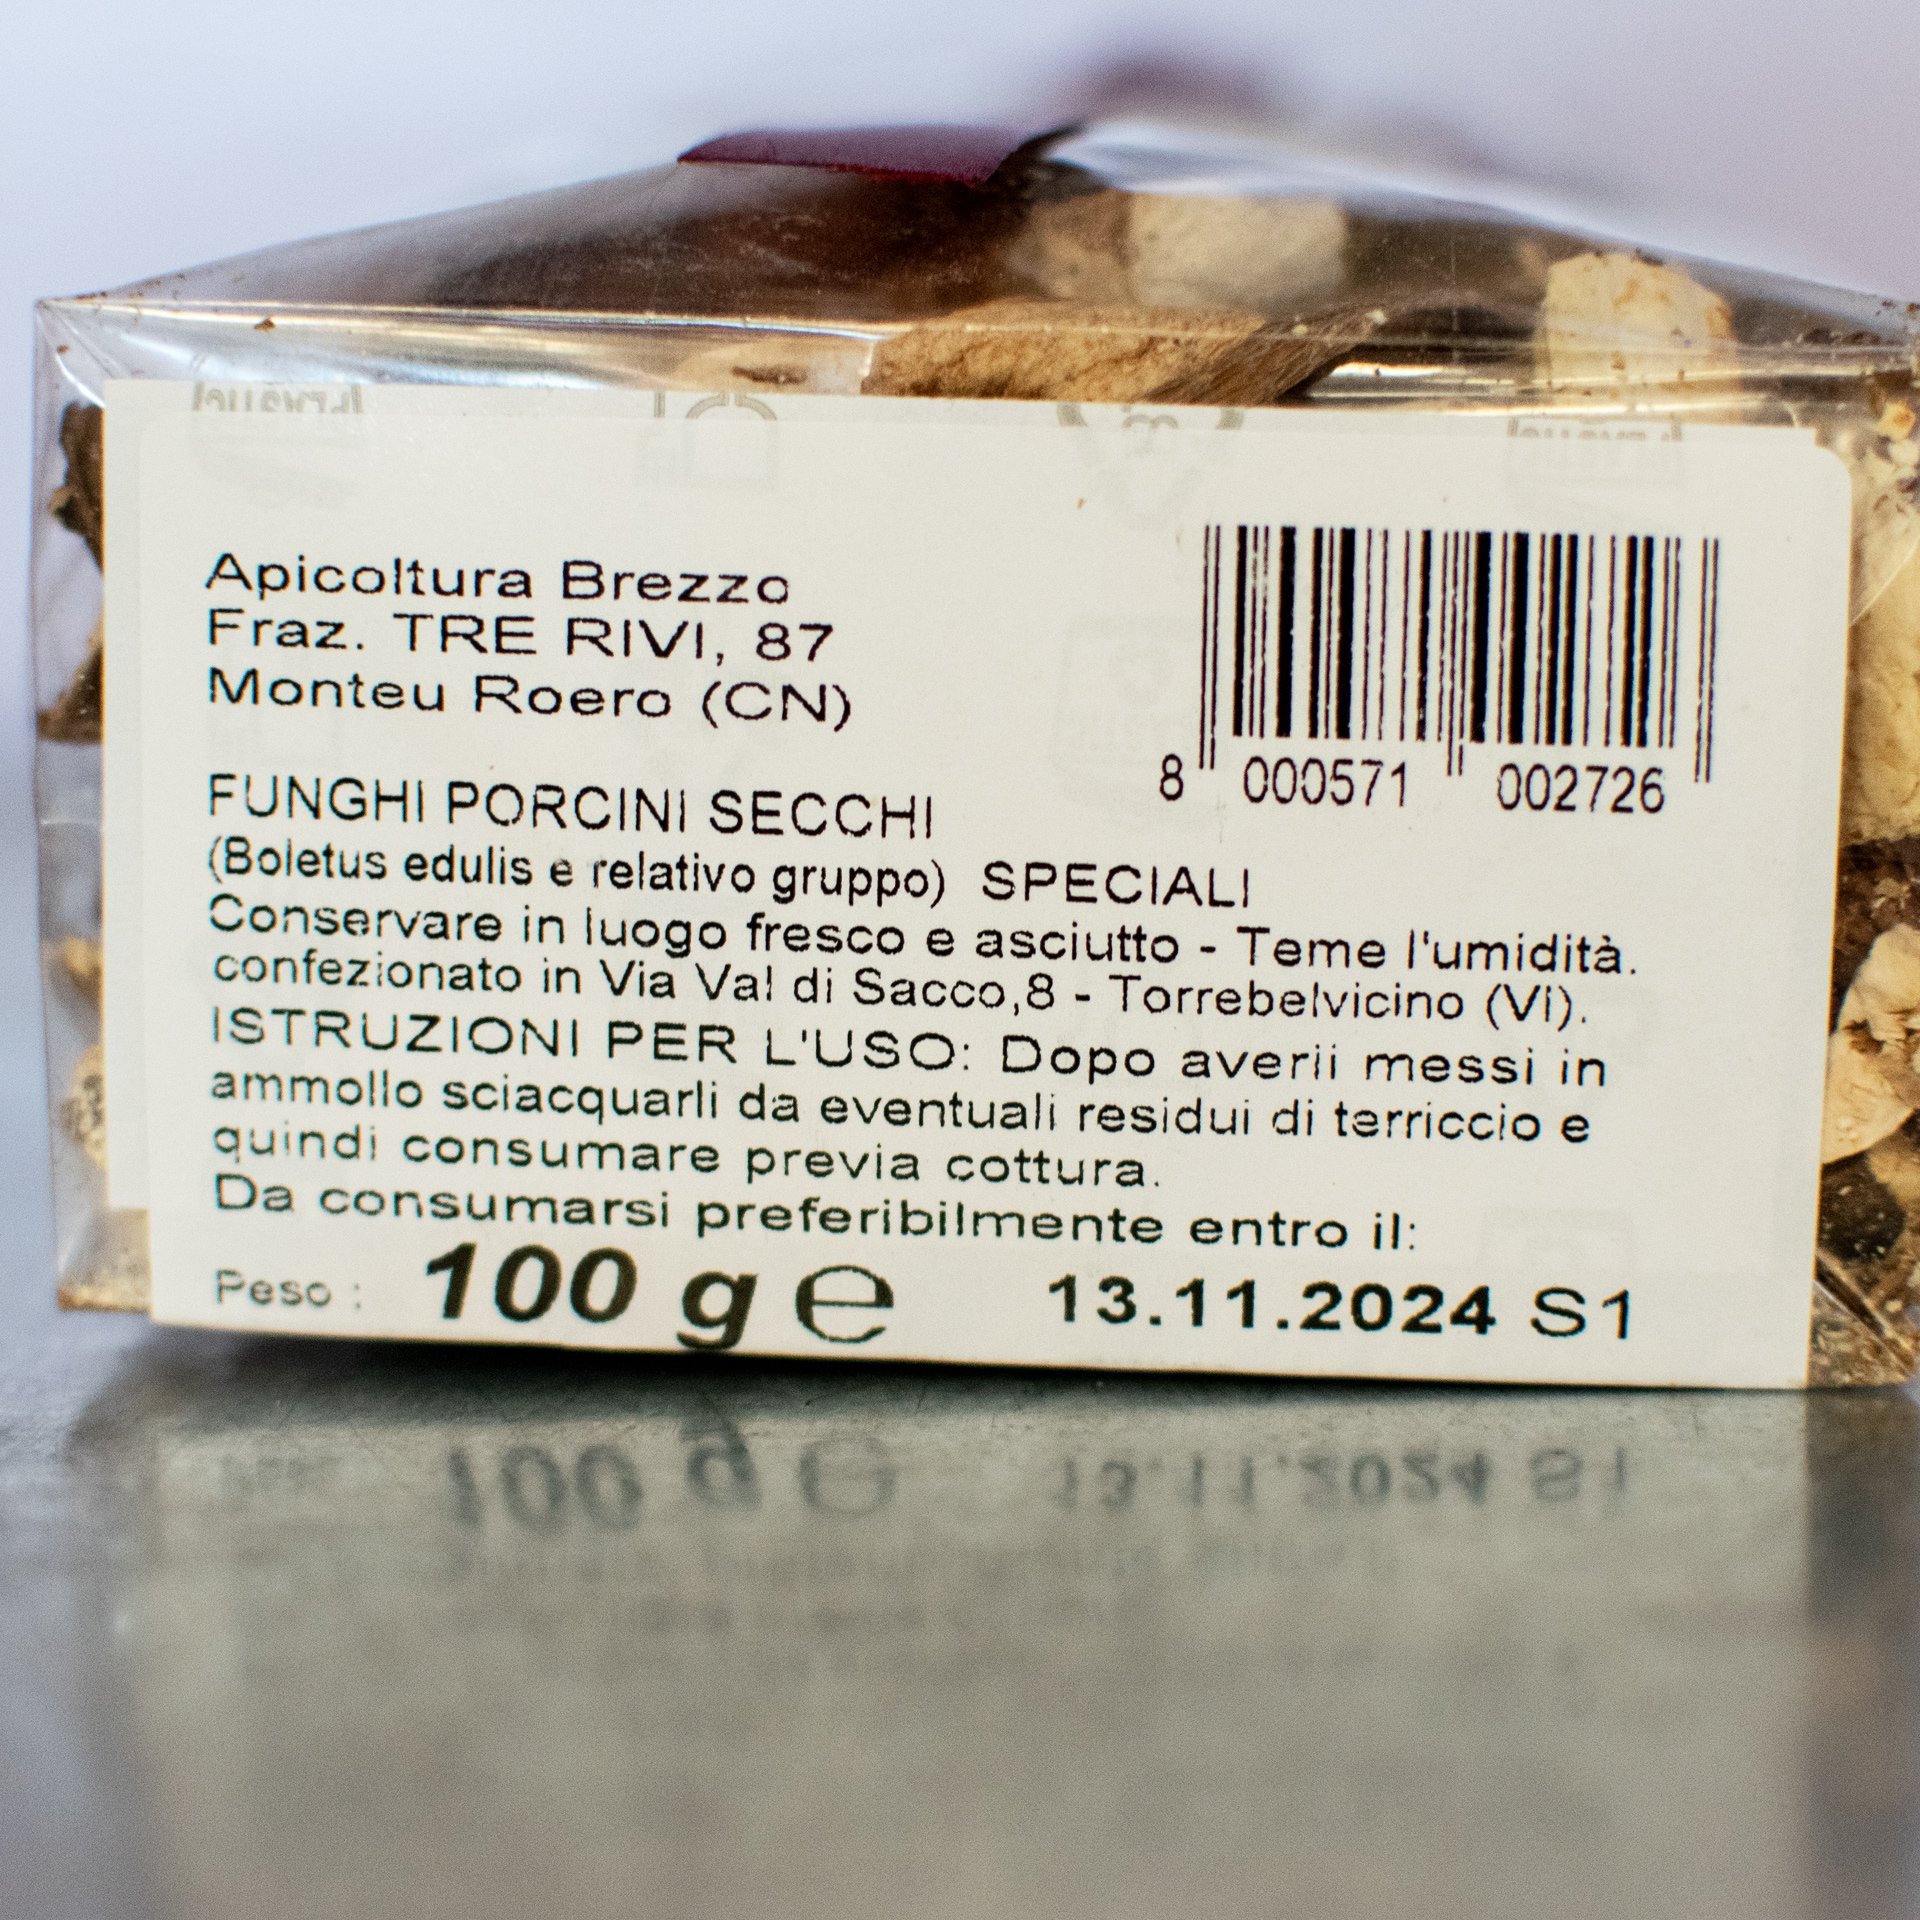 Apicoltura Brezzo
Fraz. TRE RIVI, 87
Monteu Roero (CN)
8 000571 002726
FUNGHI PORCINI SECCHI
(Boletus edulis e relativo gruppo) SPECIALI
Conservare in luogo fresco e asciutto - Teme l'umidità.
confezionato in Via Val di Sacco,8 - Torrebelvicino (VI).
ISTRUZIONI PER L'USO: Dopo averli messi in
ammollo sciacquarli da eventuali residui di terriccio e
quindi consumare previa cottura.
Da consumarsi preferibilmente entro il:
Peso : 100 g ℮ 13.11.2024 S1